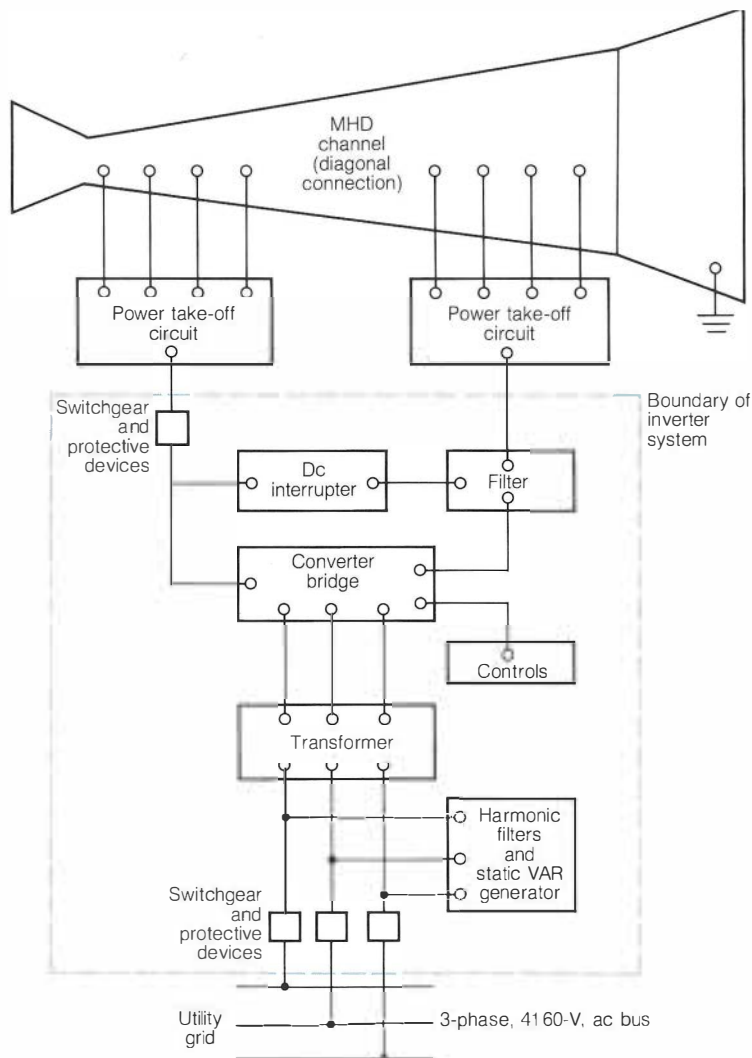 MHD
channel
(diagonal
connection)
Power take-off
circuit
Power take-off
circuit
Boundary of
inverter
system
Switchgear
and
protective
devices
Dc
interrupter
Filter
Converter
bridge
Controls
Transformer
Harmonic
filters
and
static VAR
generator
Switchgear
and
protective
devices
Utility
grid
3-phase, 4160-V, ac bus